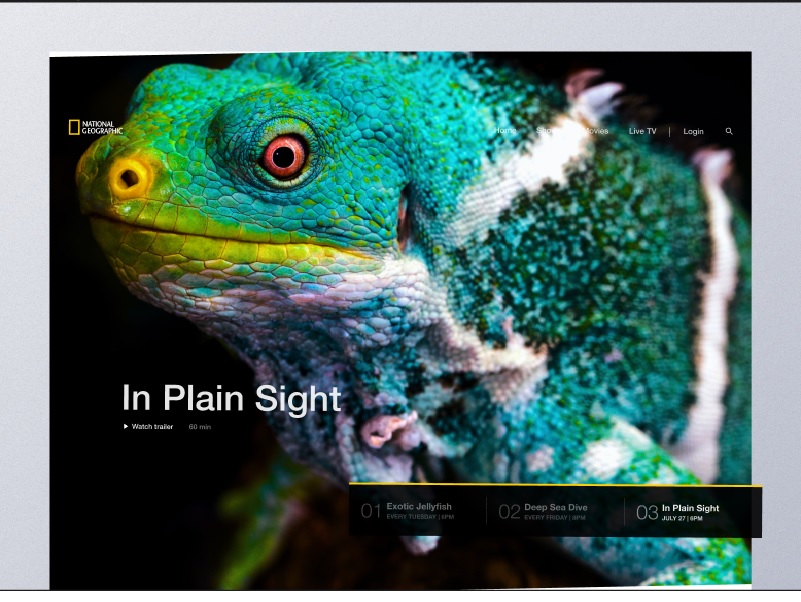 NATIONAL
GEOGRAPHIC
Home Shows Movies Live TV | Login
In Plain Sight
Watch trailer 60 min
01 Exotic Jellyfish
EVERY TUESDAY | 6PM
02 Deep Sea Dive
EVERY FRIDAY | 8PM
03 In Plain Sight
JULY 27 | 6PM